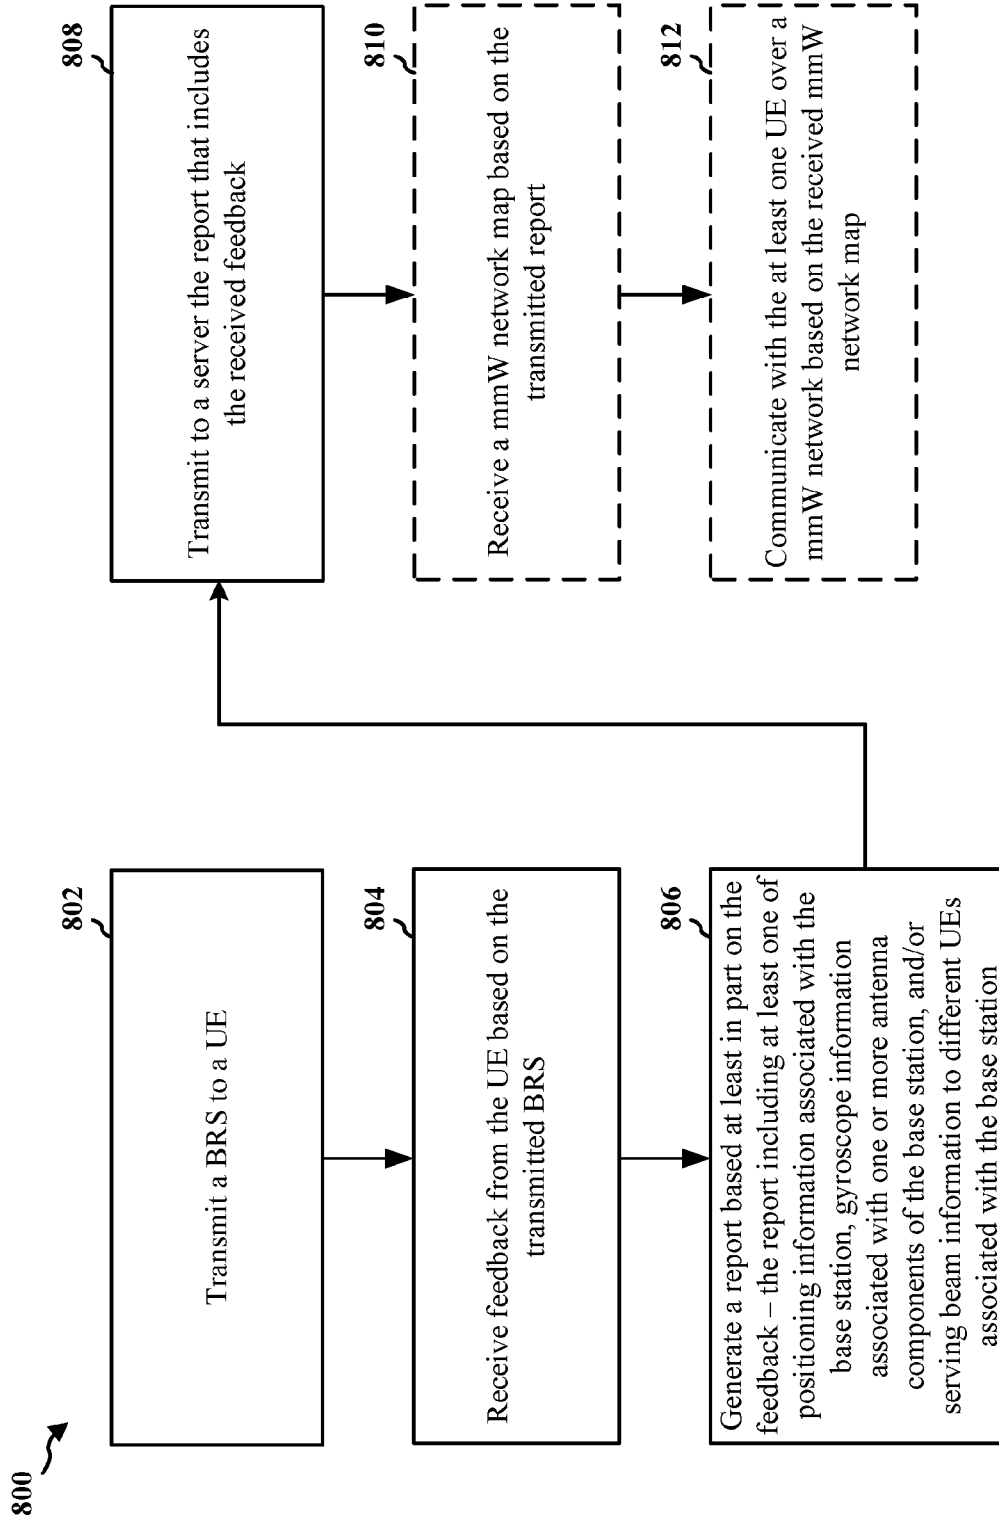 800
802
Transmit a BRS to a UE
804
Receive feedback from the UE based on the
transmitted BRS
806
Generate a report based at least in part on the
feedback – the report including at least one of
positioning information associated with the
base station, gyroscope information
associated with one or more antenna
components of the base station, and/or
serving beam information to different UEs
associated with the base station
808
Transmit to a server the report that includes
the received feedback
810
Receive a mmW network map based on the
transmitted report
812
Communicate with the at least one UE over a
mmW network based on the received mmW
network map